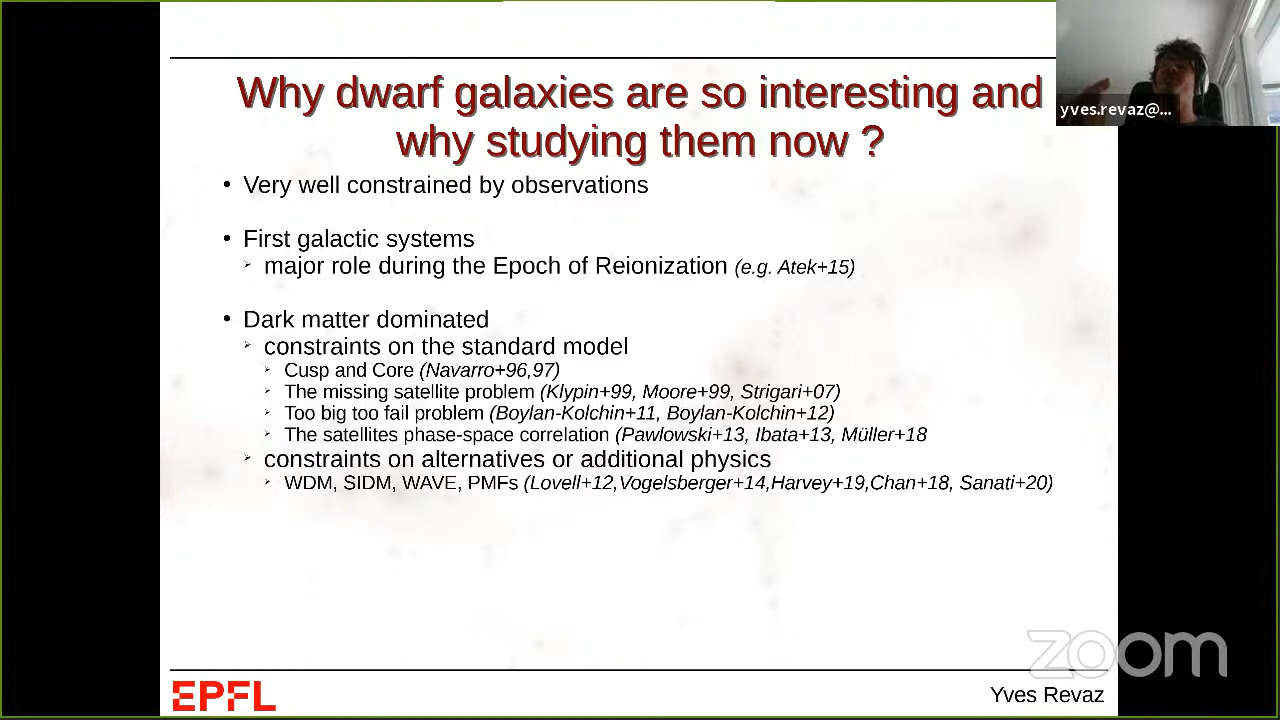 Why dwarf galaxies are so interesting and
why studying them now ?
yves.revaz@...
• Very well constrained by observations
• First galactic systems
➢ major role during the Epoch of Reionization (e.g. Atek+15)
• Dark matter dominated
➢ constraints on the standard model
➢ Cusp and Core (Navarro+96,97)
➢ The missing satellite problem (Klypin+99, Moore+99, Strigari+07)
➢ Too big too fail problem (Boylan-Kolchin+11, Boylan-Kolchin+12)
➢ The satellites phase-space correlation (Pawlowski+13, Ibata+13, Müller+18
➢ constraints on alternatives or additional physics
➢ WDM, SIDM, WAVE, PMFs (Lovell+12,Vogelsberger+14,Harvey+19,Chan+18, Sanati+20)
zoom
EPFL
Yves Revaz